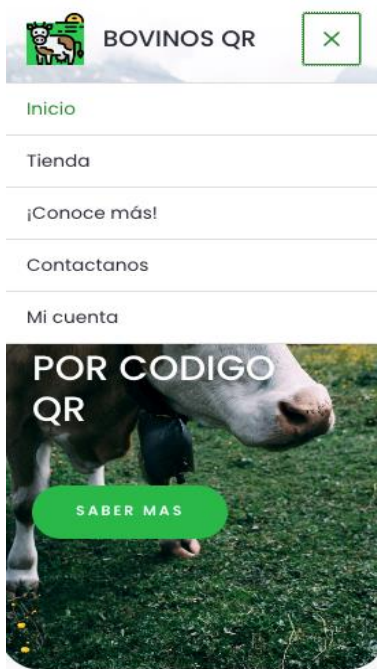 BOVINOS QR
Inicio
Tienda
¡Conoce más!
Contactanos
Mi cuenta
POR CODIGO
QR
SABER MAS